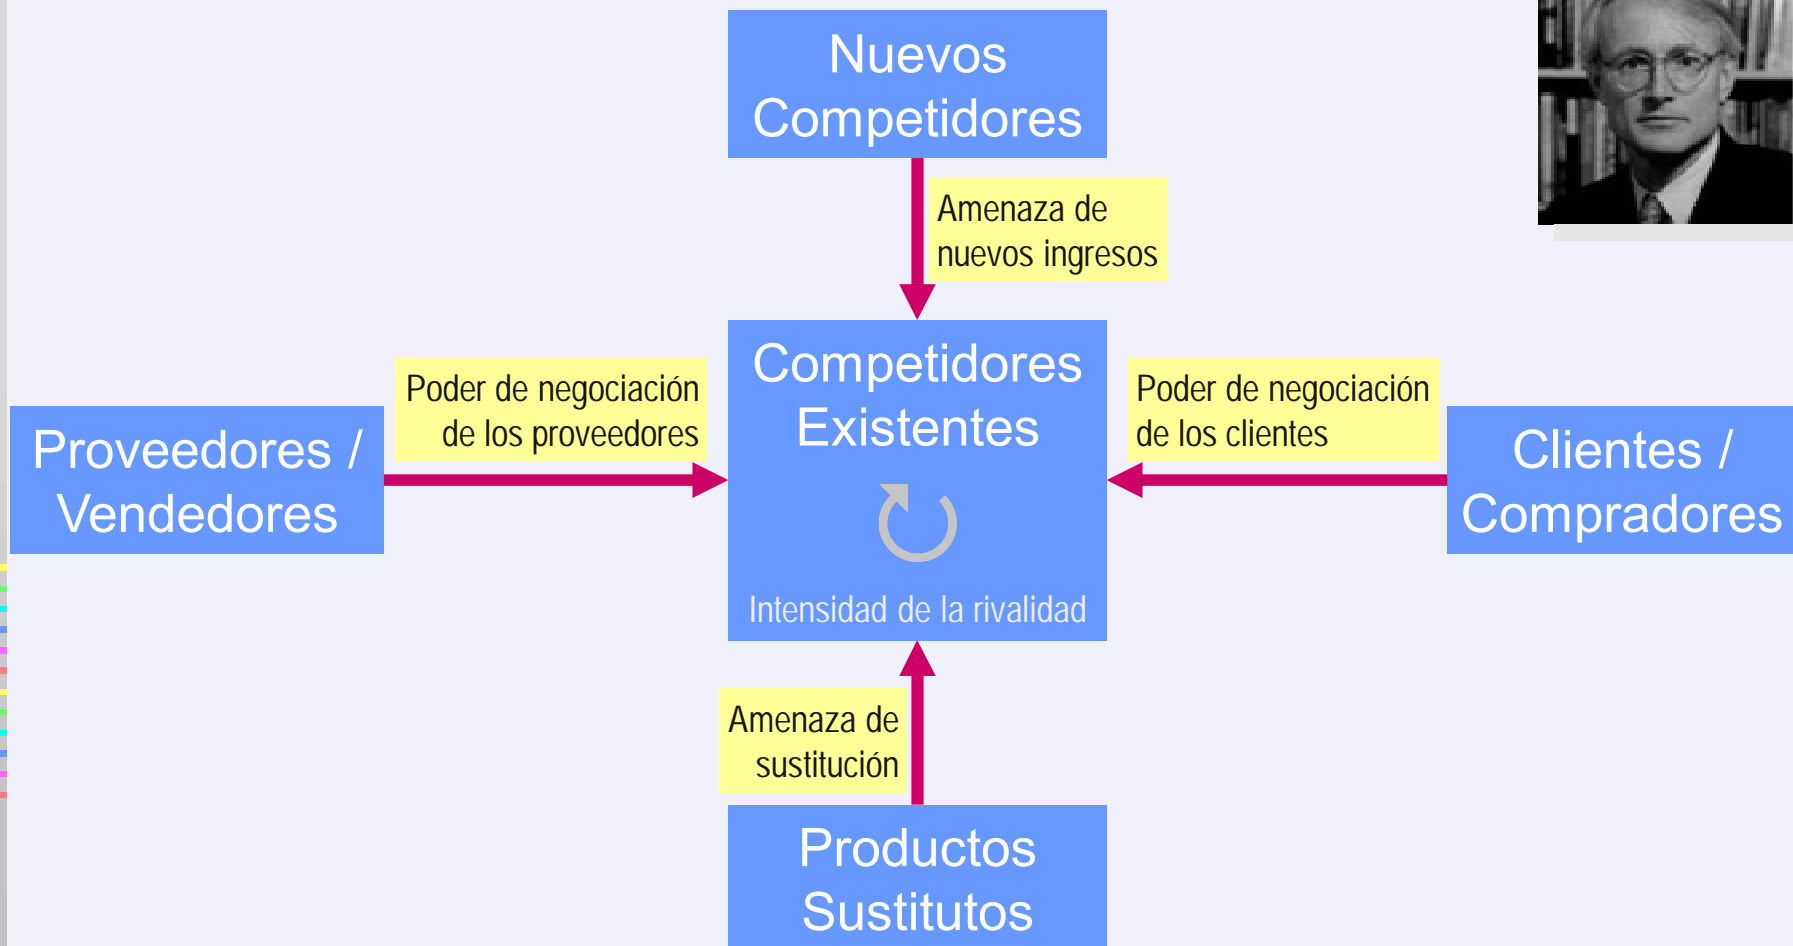 Nuevos
Competidores
Amenaza de
nuevos ingresos
Competidores
Existentes
Intensidad de la rivalidad
Poder de negociación
de los proveedores
Proveedores /
Vendedores
Poder de negociación
de los clientes
Clientes /
Compradores
Amenaza de
sustitución
Productos
Sustitutos